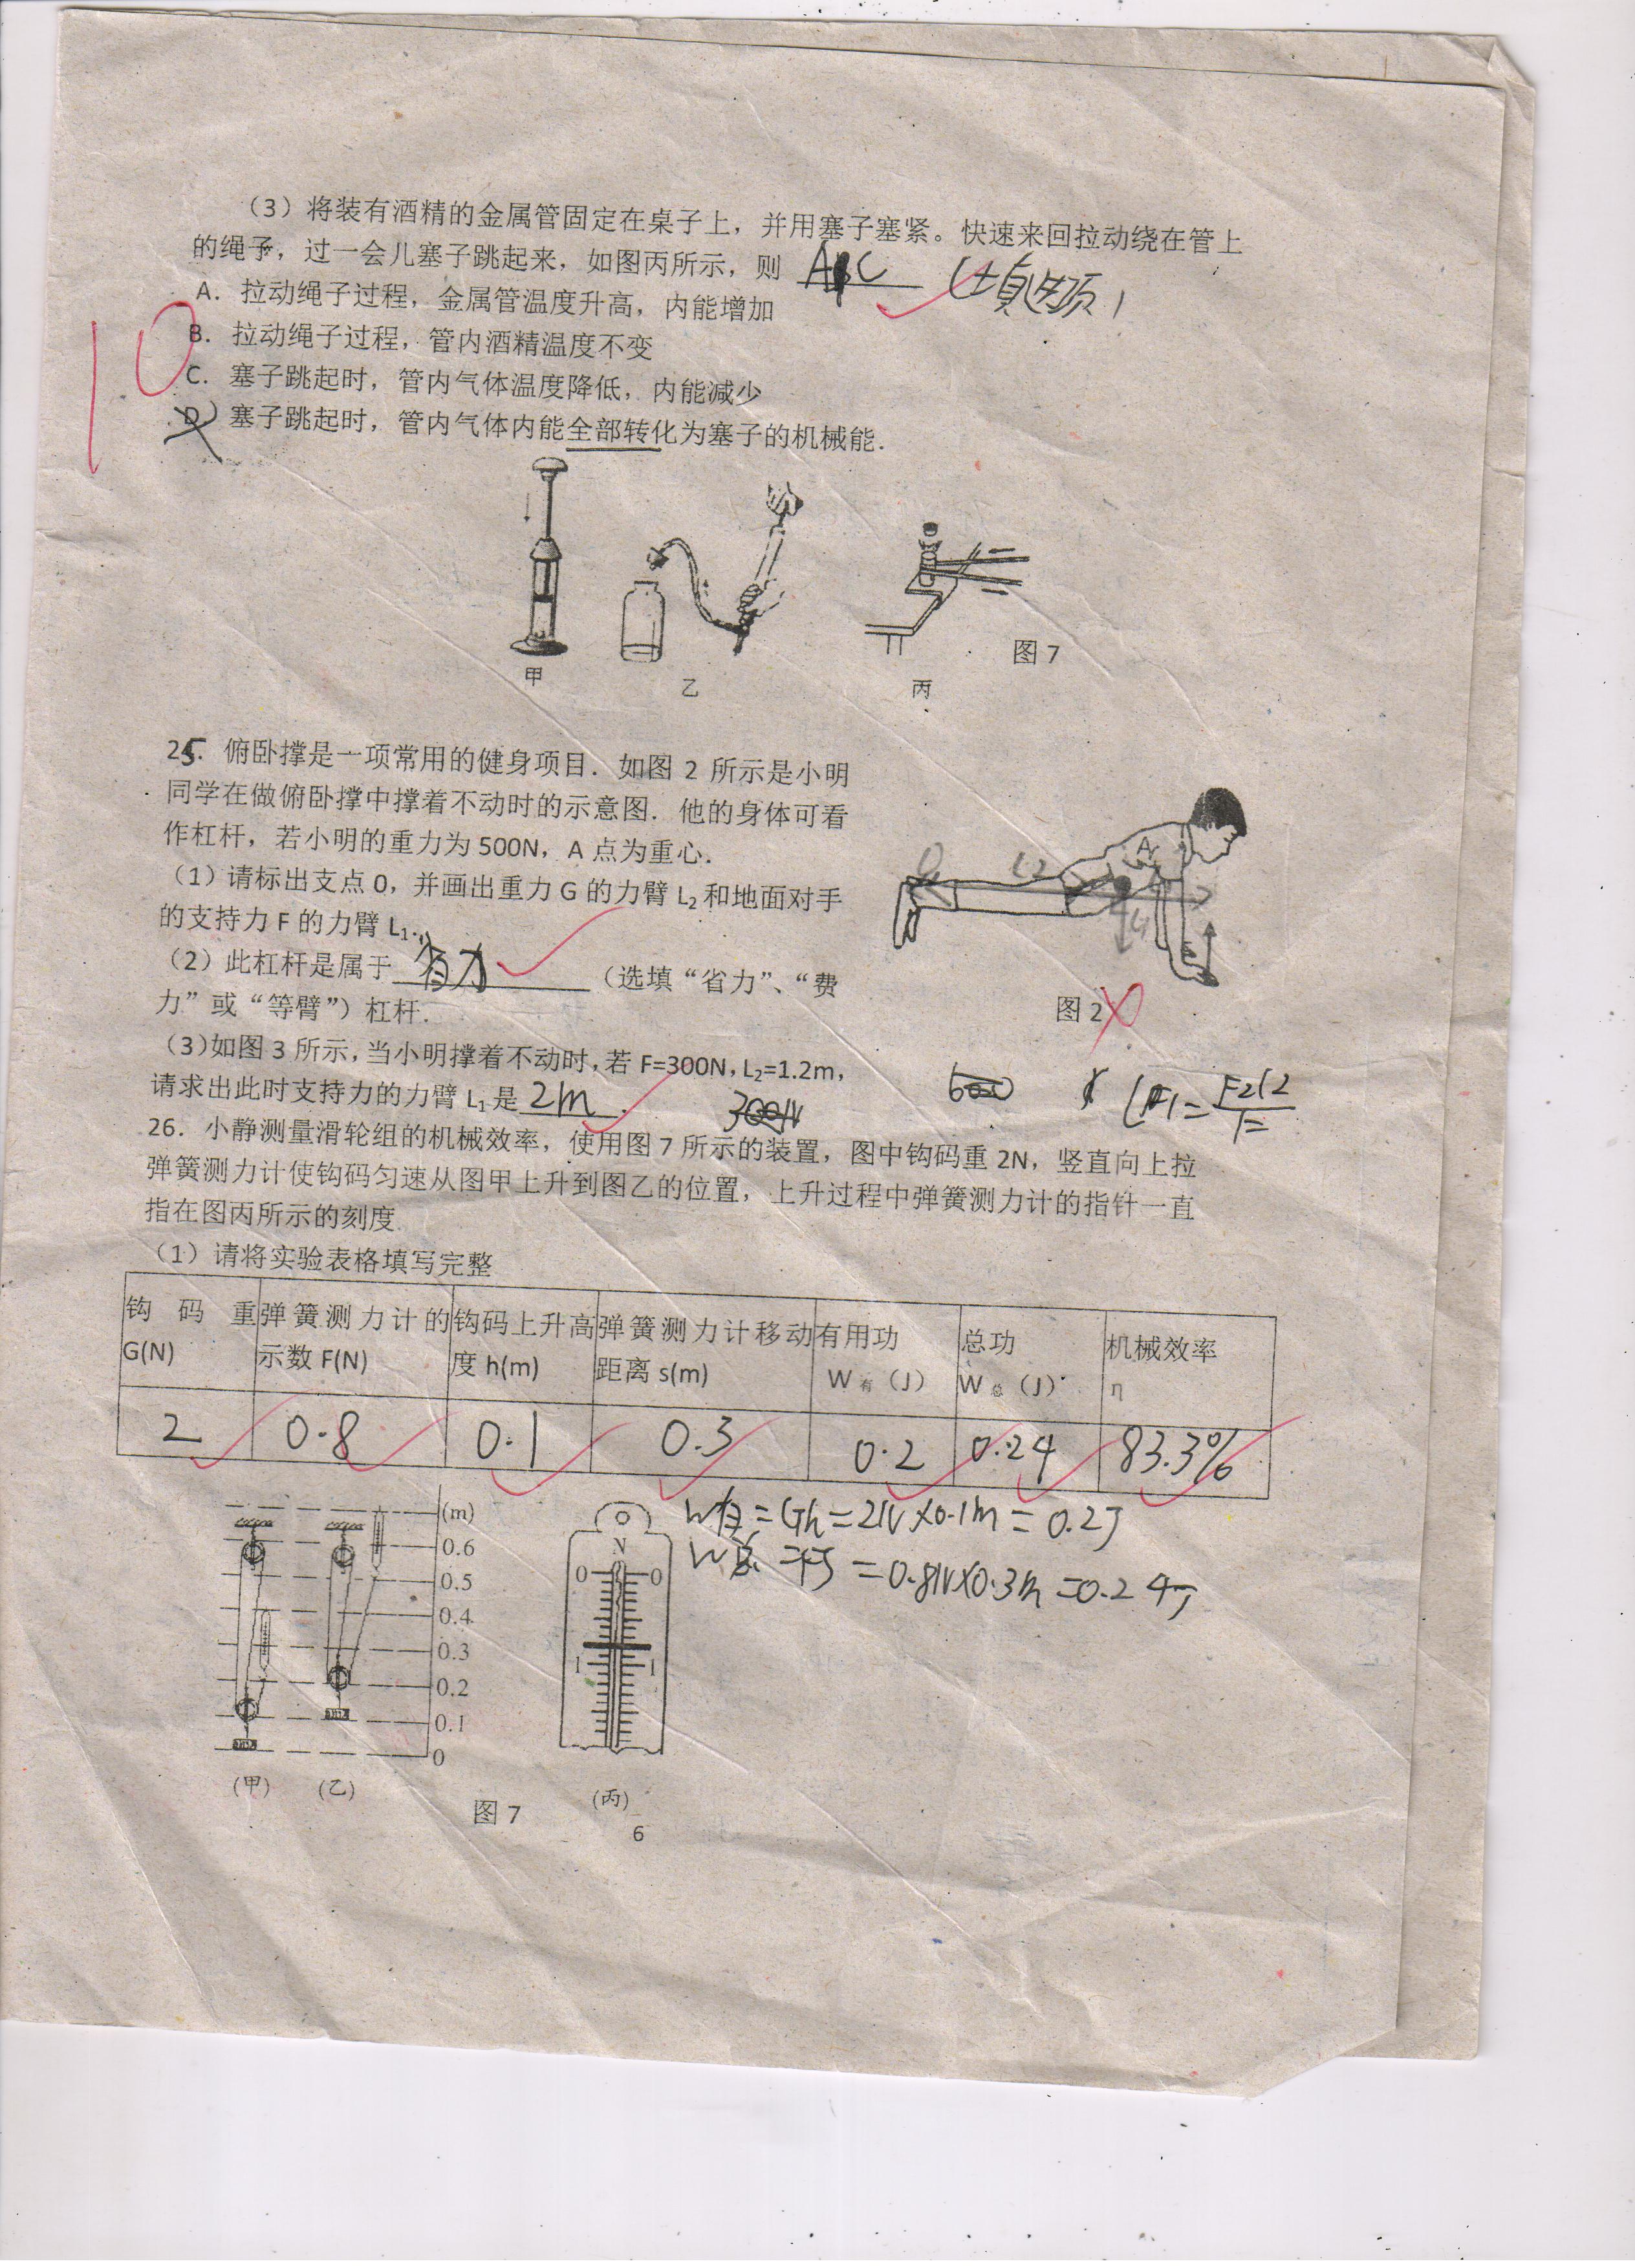 （3）将装有酒精的金属管固定在桌子上，并用塞子塞紧。快速来回拉动绕在管上
的绳子，过一会儿塞子跳起来，如图丙所示，则 AC （填选项）
A．拉动绳子过程，金属管温度升高，内能增加
10
B．拉动绳子过程，管内酒精温度不变
C．塞子跳起时，管内气体温度降低，内能减少
D．塞子跳起时，管内气体内能全部转化为塞子的机械能．
甲
乙
丙
图 7
25．俯卧撑是一项常用的健身项目．如图 2 所示是小明
同学在做俯卧撑中撑着不动时的示意图．他的身体可看
作杠杆，若小明的重力为 500N，A 点为重心．
（1）请标出支点 0，并画出重力 G 的力臂 L₂ 和地面对手
的支持力 F 的力臂 L₁．
（2）此杠杆是属于 省力 （选填“省力”、“费
力”或“等臂”）杠杆．
O L2 A G F
图 2
（3)如图 3 所示，当小明撑着不动时，若 F=300N，L₂=1.2m，
请求出此时支持力的力臂 L₁ 是 2m ．
600
300N
26．小静测量滑轮组的机械效率，使用图 7 所示的装置，图中钩码重 2N，竖直向上拉
弹簧测力计使钩码匀速从图甲上升到图乙的位置，上升过程中弹簧测力计的指针一直
指在图丙所示的刻度
（1）请将实验表格填写完整
钩码重 G(N) 弹簧测力计的示数 F(N) 钩码上升高度 h(m) 弹簧测力计移动距离 s(m) 有用功 W有（J） 总功 W总（J） 机械效率 η
2 0.8 0.1 0.3 0.2 0.24 83.3%
W有=Gh=2N×0.1m=0.2J
W总=FS=0.8N×0.3m=0.24J
(m)
0.6
0.5
0.4
0.3
0.2
0.1
0
N
0 0
1 1
(甲)
(乙)
(丙)
图 7
6